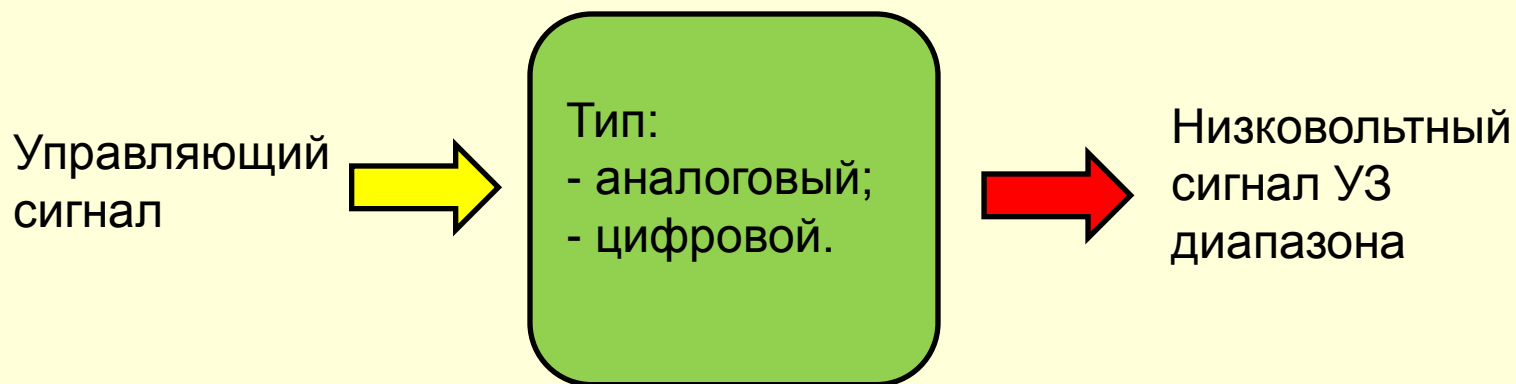 Управляющий
сигнал
Тип:
- аналоговый;
- цифровой.
Низковольтный
сигнал УЗ
диапазона